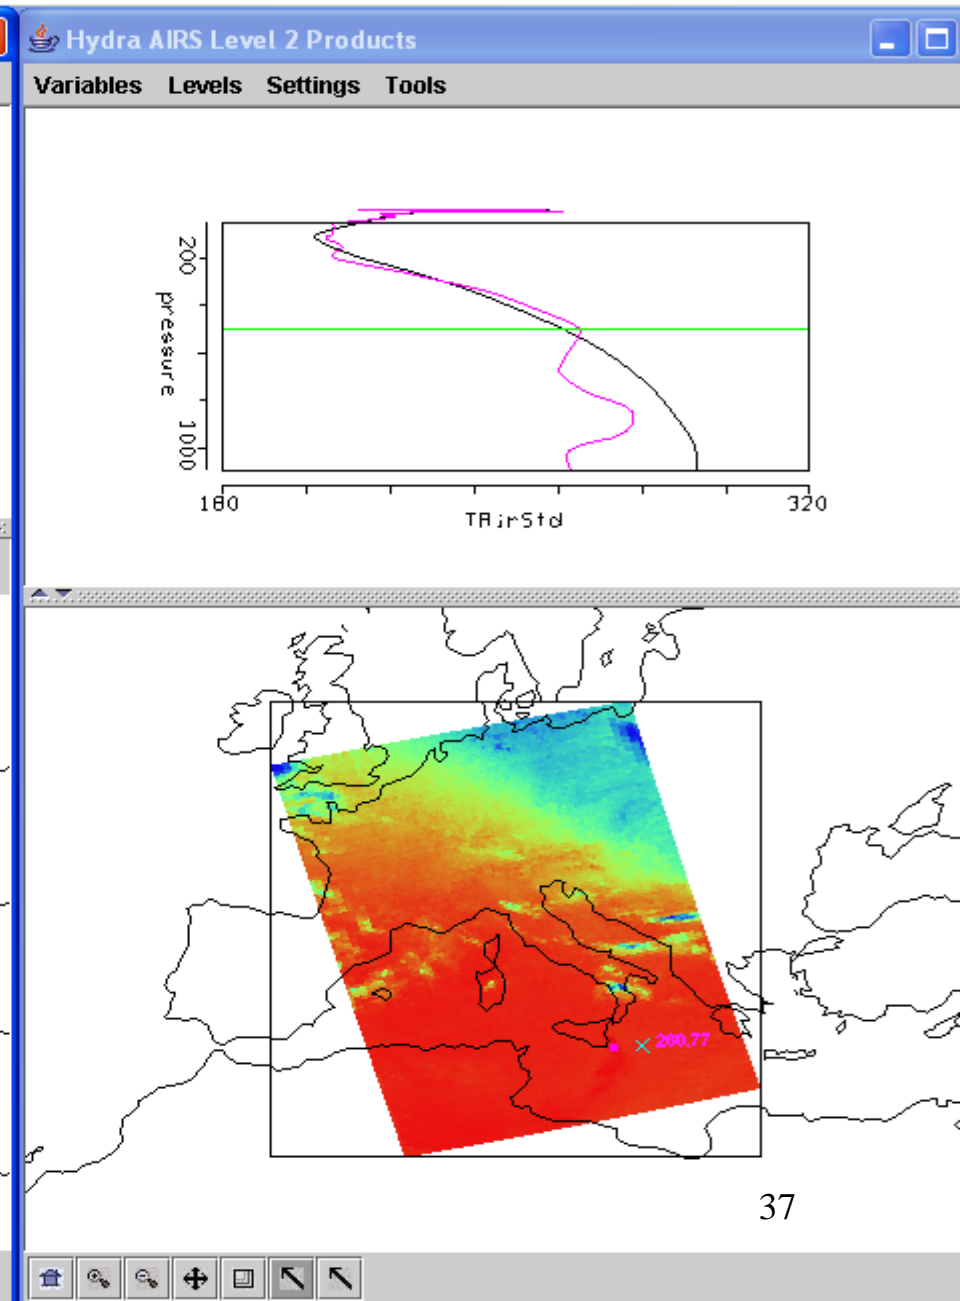 Hydra AIRS Level 2 Products
Variables Levels Settings Tools
200
pressure
1000
180
320
TAirStd
260.77
37